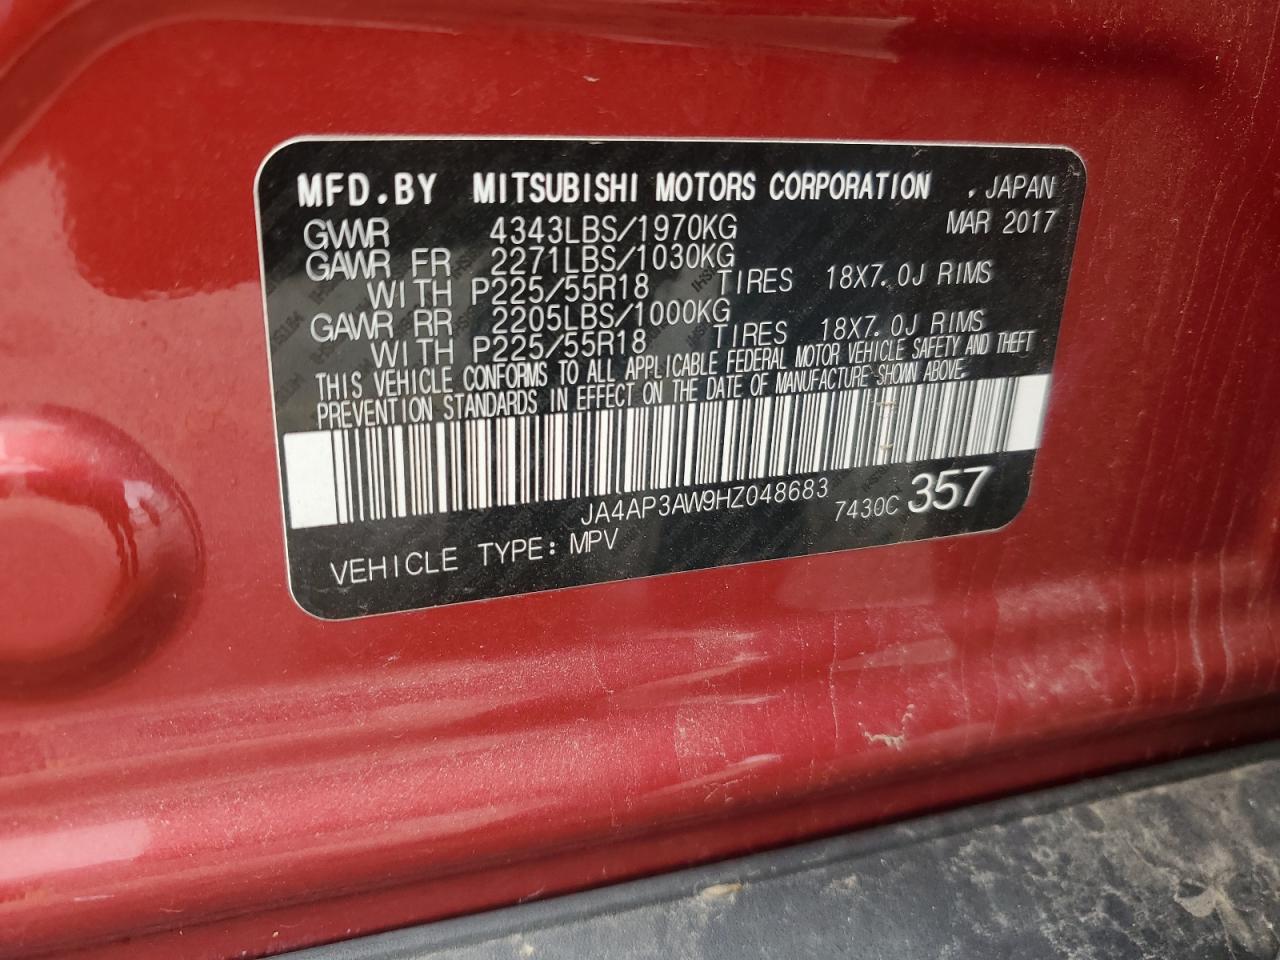 MFD.BY MITSUBISHI MOTORS CORPORATION , JAPAN
GVWR 4343LBS/1970KG MAR 2017
GAWR FR 2271LBS/1030KG
WITH P225/55R18 TIRES 18X7.0J RIMS
GAWR RR 2205LBS/1000KG
WITH P225/55R18 TIRES 18X7.0J RIMS
THIS VEHICLE CONFORMS TO ALL APPLICABLE FEDERAL MOTOR VEHICLE SAFETY AND THEFT
PREVENTION STANDARDS IN EFFECT ON THE DATE OF MANUFACTURE SHOWN ABOVE.
JA4AP3AW9HZ048683
7430C 357
VEHICLE TYPE: MPV